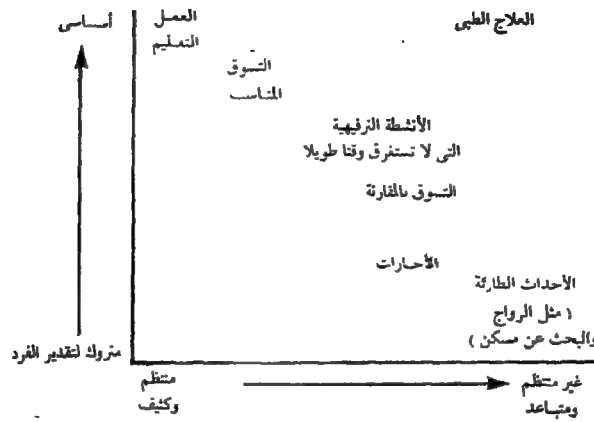 أساسى
العمل
التعليم
العلاج الطبى
التسوق
المناسب
الأنشطة الترفيهية
التى لا تستغرق وقتا طويلا
التسوق بالمقارنة
الأجازات
الأحداث الطارئة
( مثل الزواج
والبحث عن مسكن )
متروك لتقدير الفرد
منتظم
وكثيف
غير منتظم
ومتباعد